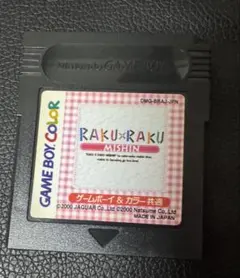 Nintendo GAME BOY
DMG-BRAJ-JPN
GAME BOY COLOR
RAKU×RAKU
MISHIN
ゲームボーイ&カラー共通
©2000 JAGUAR Co.,Ltd ©2000 Natsume Co.,Ltd
MADE IN JAPAN